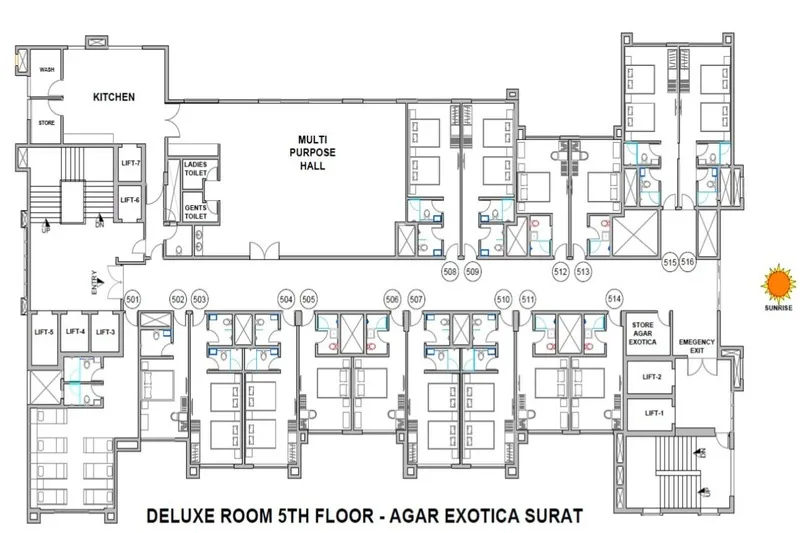 WASH
KITCHEN
STORE
MULTI
PURPOSE
HALL
LIFT-7
LADIES
TOILET
LIFT-6
GENTS
TOILET
UP
DN
ENTRY
508
509
512
513
515
516
SUNRISE
501
502
503
504
505
506
507
510
511
514
LIFT-5
LIFT-4
LIFT-3
STORE
AGAR
EXOTICA
EMEGENCY
EXIT
LIFT-2
LIFT-1
DN
UP
DELUXE ROOM 5TH FLOOR - AGAR EXOTICA SURAT